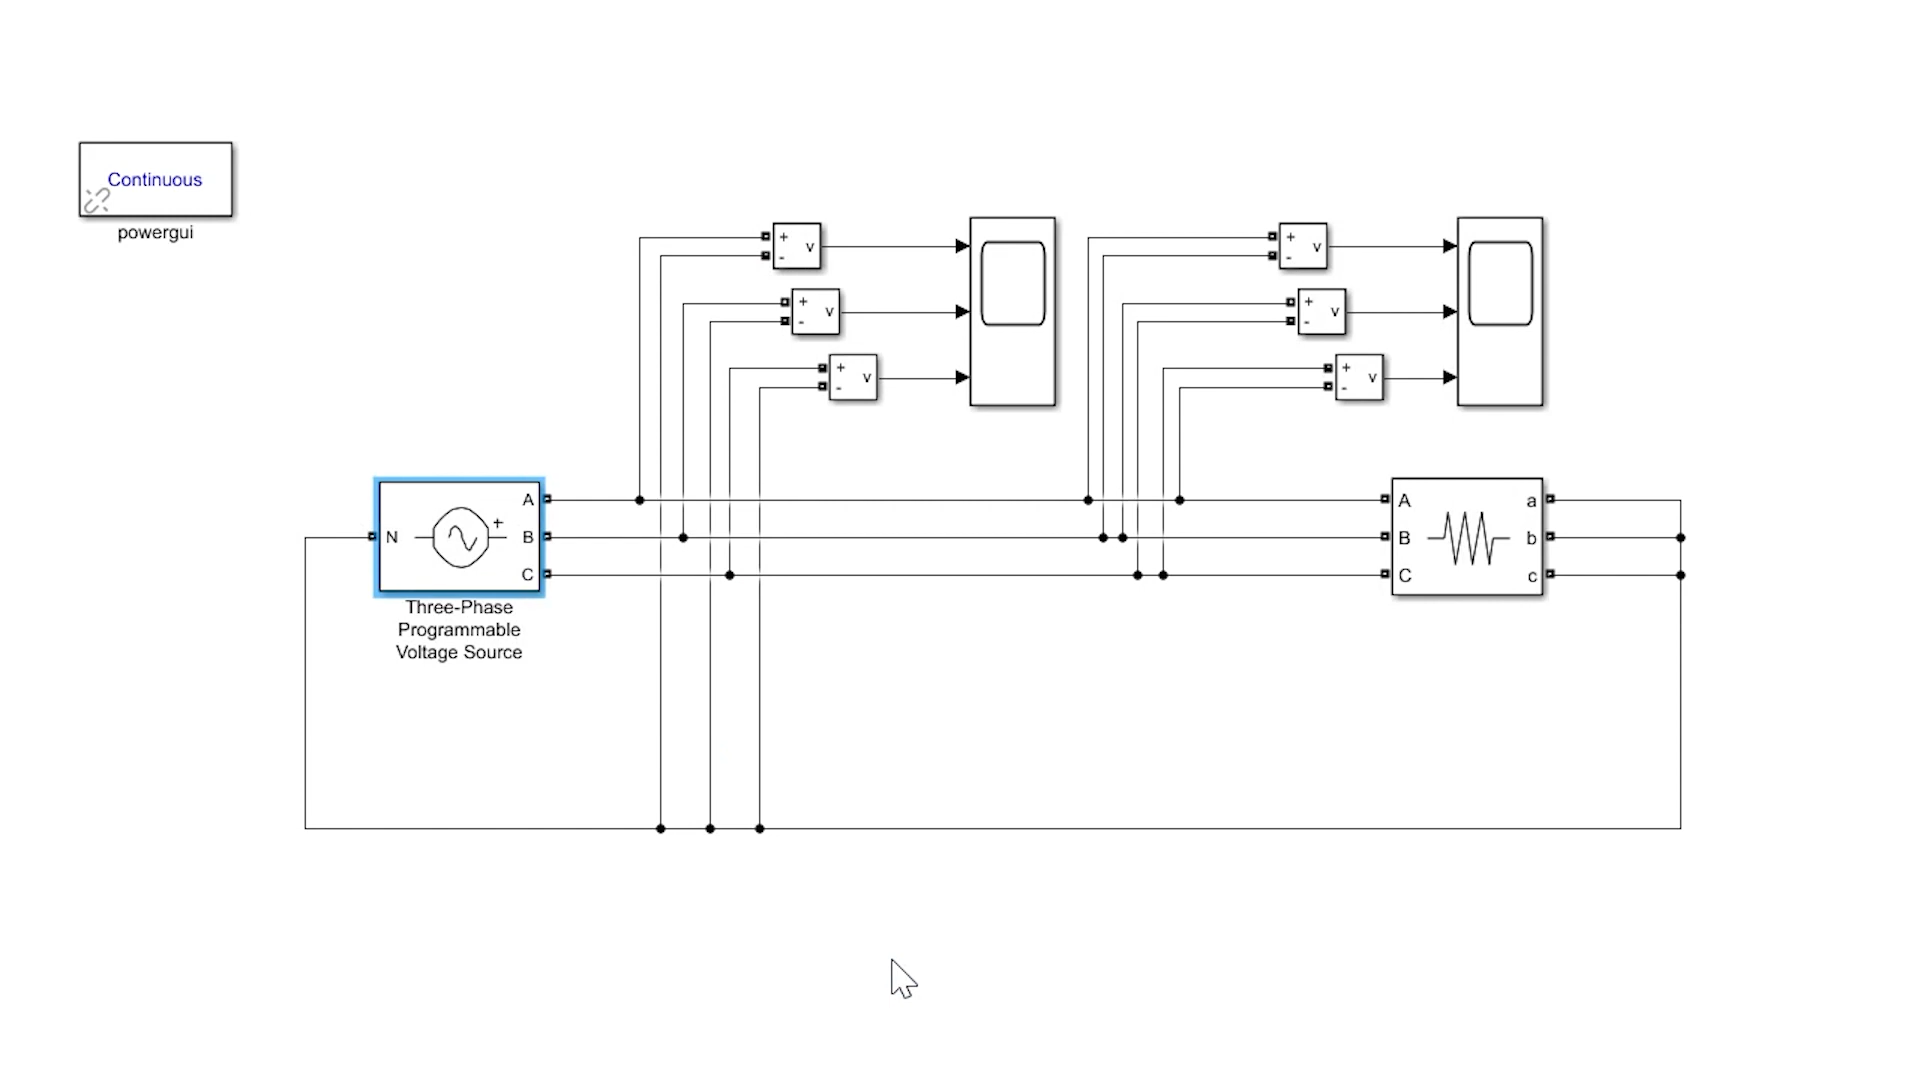 Continuous
powergui
+
-
v
+
-
v
+
-
v
+
-
v
+
-
v
+
-
v
N
+
A
B
C
Three-Phase
Programmable
Voltage Source
A
B
C
a
b
c